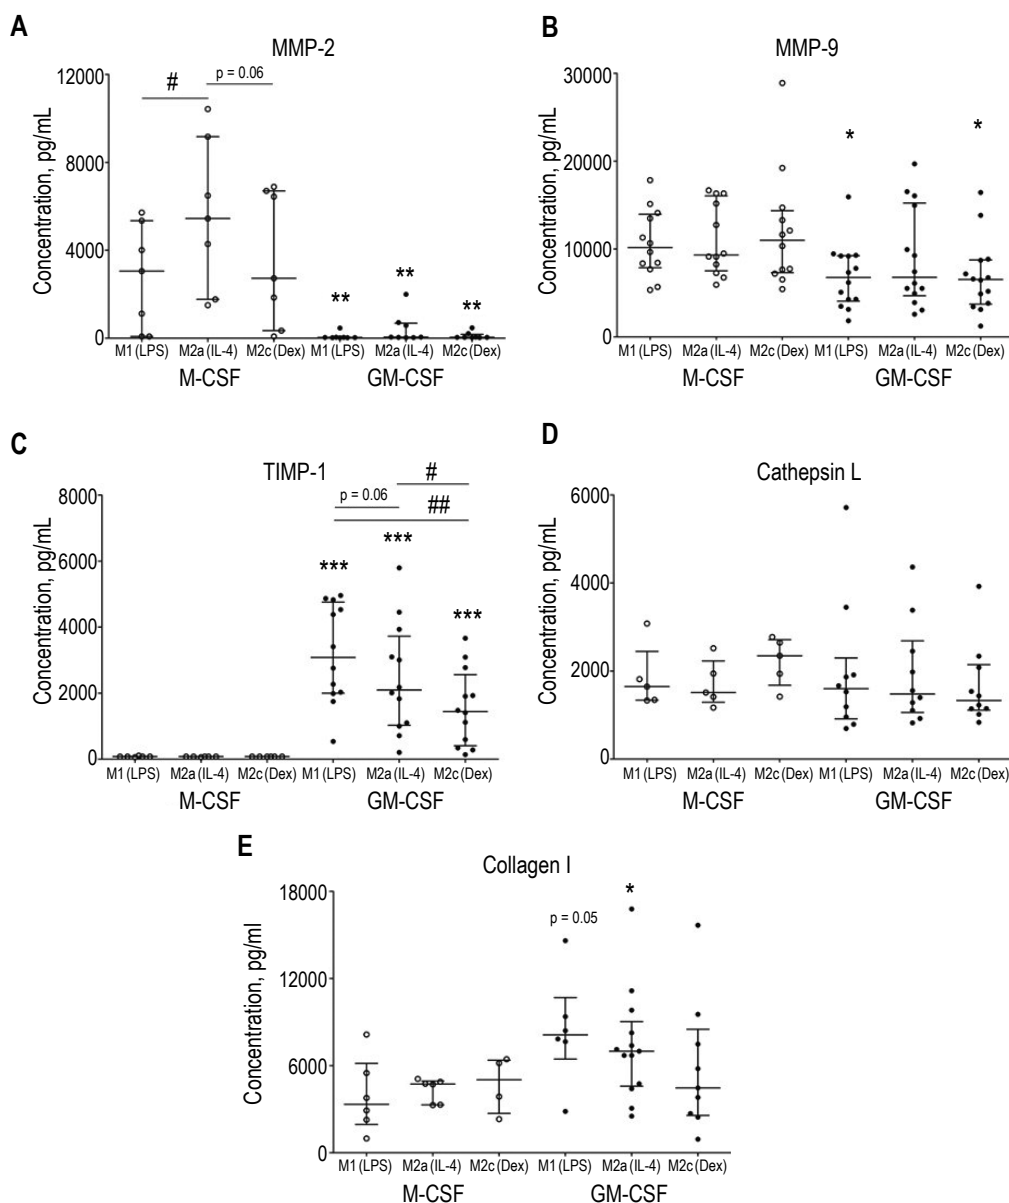 A
MMP-2
Concentration, pg/mL
12000
8000
4000
0
#
p = 0.06
**
**
**
M1 (LPS) M2a (IL-4) M2c (Dex) M1 (LPS) M2a (IL-4) M2c (Dex)
M-CSF GM-CSF
B
MMP-9
Concentration, pg/mL
30000
20000
10000
0
*
*
M1 (LPS) M2a (IL-4) M2c (Dex) M1 (LPS) M2a (IL-4) M2c (Dex)
M-CSF GM-CSF
C
TIMP-1
Concentration, pg/mL
8000
6000
4000
2000
0
#
p = 0.06
##
***
***
***
M1 (LPS) M2a (IL-4) M2c (Dex) M1 (LPS) M2a (IL-4) M2c (Dex)
M-CSF GM-CSF
D
Cathepsin L
Concentration, pg/mL
6000
4000
2000
0
M1 (LPS) M2a (IL-4) M2c (Dex) M1 (LPS) M2a (IL-4) M2c (Dex)
M-CSF GM-CSF
E
Collagen I
Concentration, pg/ml
18000
12000
6000
0
p = 0.05
*
M1 (LPS) M2a (IL-4) M2c (Dex) M1 (LPS) M2a (IL-4) M2c (Dex)
M-CSF GM-CSF